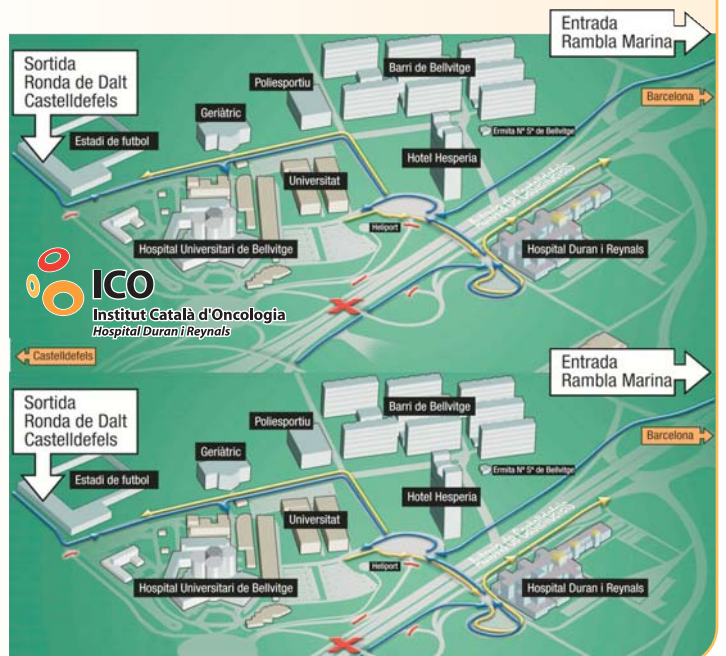 Entrada
Rambla Marina
Sortida
Ronda de Dalt
Castelldefels
Barri de Bellvitge
Poliesportiu
Barcelona
Geriàtric
Estadi de futbol
Ermita Nª Sª de Bellvitge
Hotel Hesperia
Universitat
Heliport
Hospital Universitari de Bellvitge
Hospital Duran i Reynals
ICO
Institut Català d'Oncologia
Hospital Duran i Reynals
Castelldefels
Entrada
Rambla Marina
Sortida
Ronda de Dalt
Castelldefels
Barri de Bellvitge
Poliesportiu
Barcelona
Geriàtric
Estadi de futbol
Ermita Nª Sª de Bellvitge
Hotel Hesperia
Universitat
Heliport
Hospital Universitari de Bellvitge
Hospital Duran i Reynals